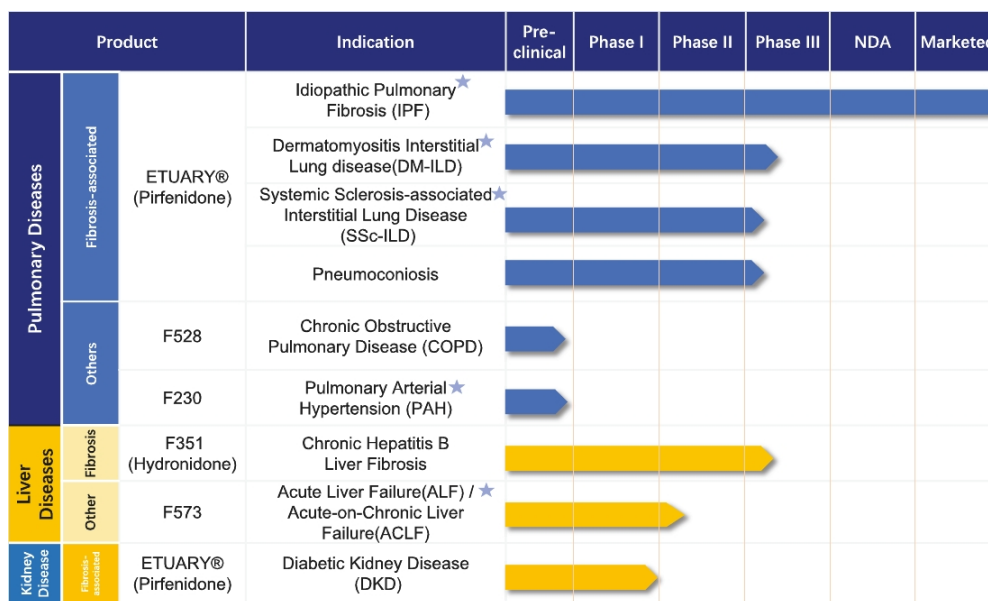 Product
Indication
Pre-
clinical
Phase I
Phase II
Phase III
NDA
Marketed
Pulmonary Diseases
Fibrosis-associated
ETUARY®
(Pirfenidone)
Idiopathic Pulmonary
Fibrosis (IPF)
Dermatomyositis Interstitial
Lung disease(DM-ILD)
Systemic Sclerosis-associated
Interstitial Lung Disease
(SSc-ILD)
Pneumoconiosis
Others
F528
Chronic Obstructive
Pulmonary Disease (COPD)
F230
Pulmonary Arterial
Hypertension (PAH)
Liver
Diseases
Fibrosis
F351
(Hydronidone)
Chronic Hepatitis B
Liver Fibrosis
Other
F573
Acute Liver Failure(ALF) /
Acute-on-Chronic Liver
Failure(ACLF)
Kidney
Disease
Fibrosis-
associated
ETUARY®
(Pirfenidone)
Diabetic Kidney Disease
(DKD)